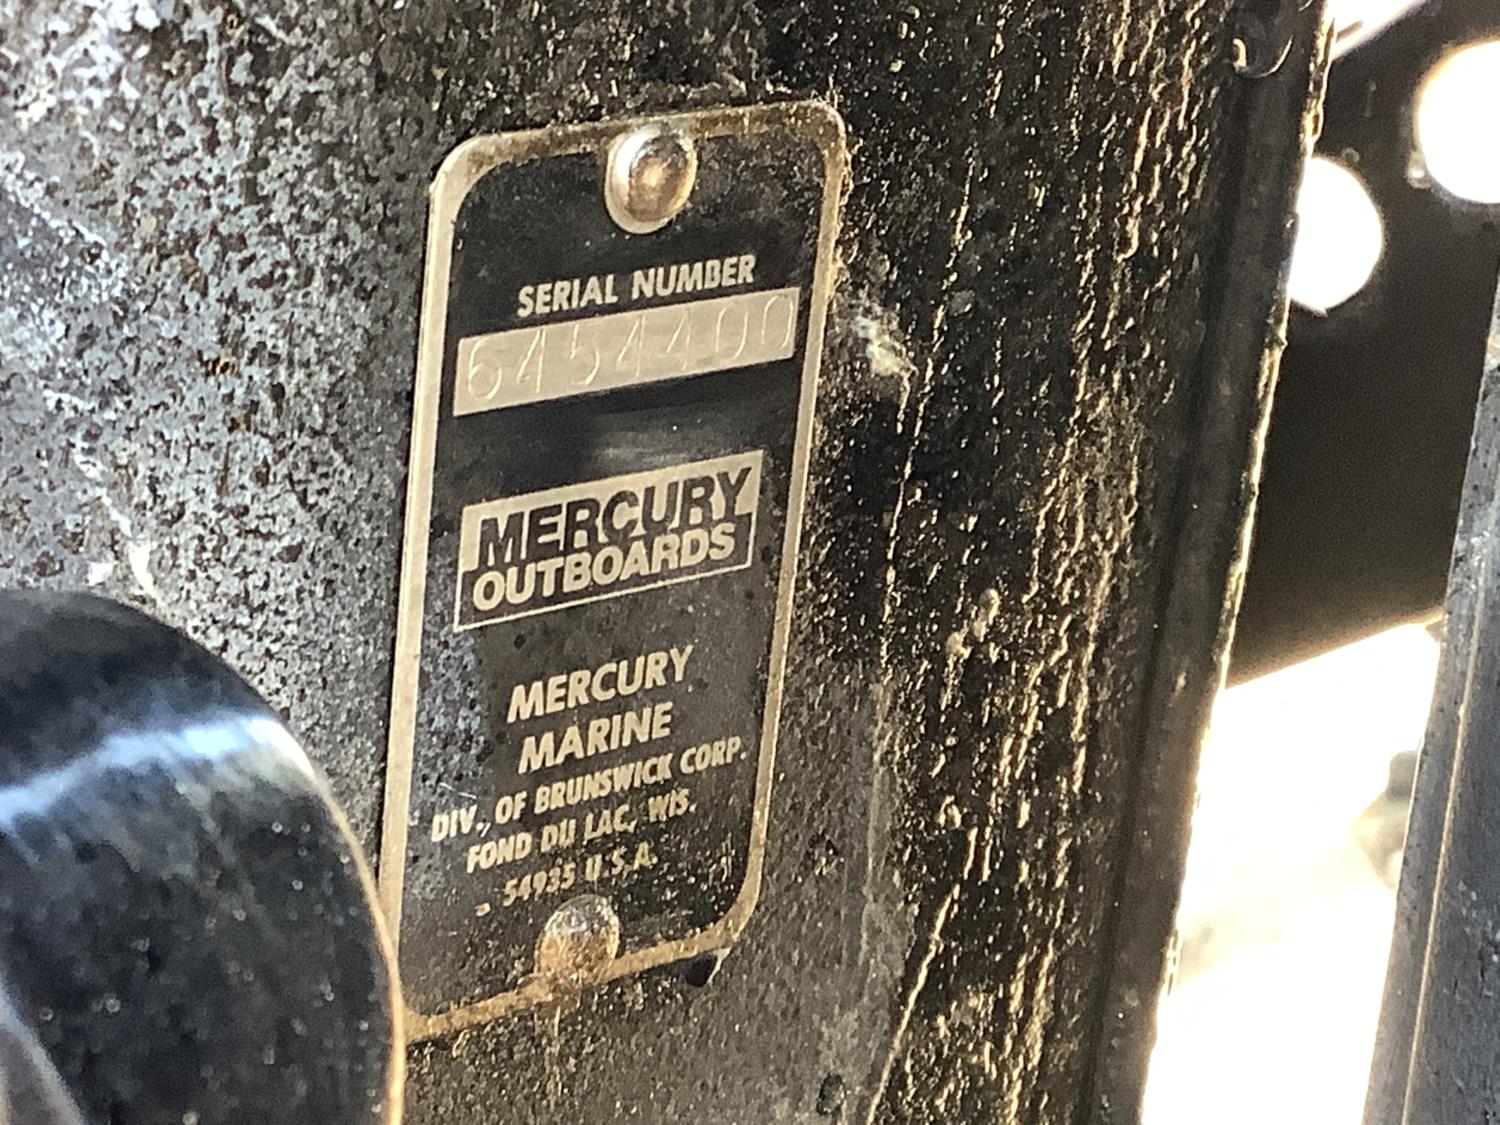 SERIAL NUMBER
6454400
MERCURY
OUTBOARDS
MERCURY
MARINE
DIV., OF BRUNSWICK CORP.
FOND DU LAC, WIS.
54935 U.S.A.